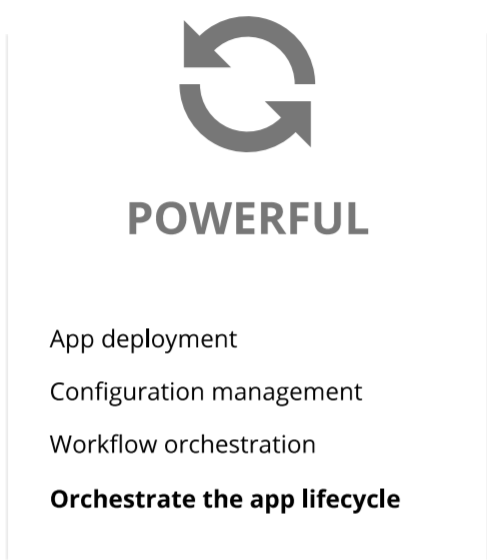 POWERFUL
App deployment
Configuration management
Workflow orchestration
Orchestrate the app lifecycle